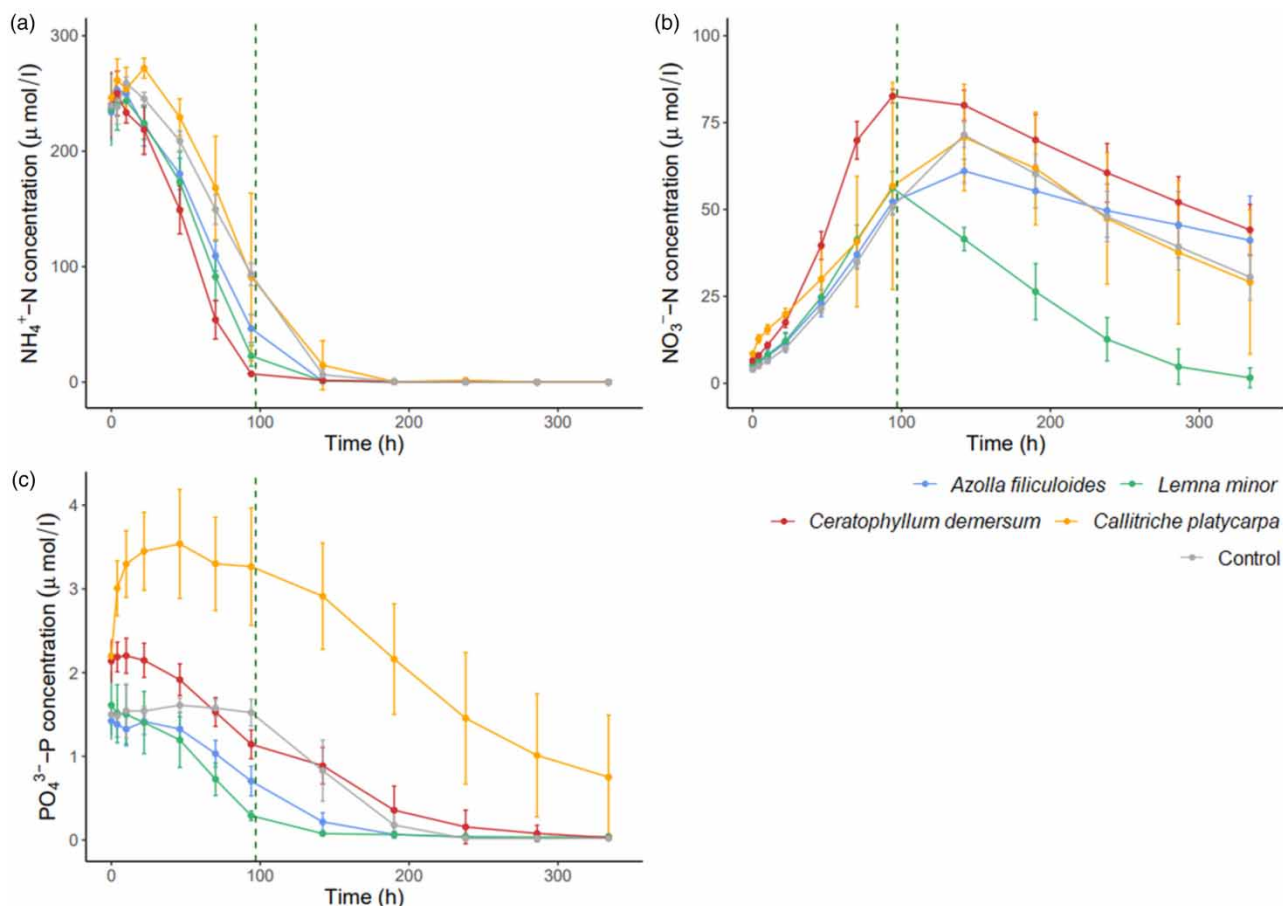 (a)
NH₄⁺−N concentration (μ mol/l)
300
200
100
0
0 100 200 300
Time (h)
(b)
NO₃⁻−N concentration (μ mol/l)
100
75
50
25
0
0 100 200 300
Time (h)
(c)
PO₄³⁻−P concentration (μ mol/l)
4
3
2
1
0
0 100 200 300
Time (h)
Azolla filiculoides Lemna minor
Ceratophyllum demersum Callitriche platycarpa
Control